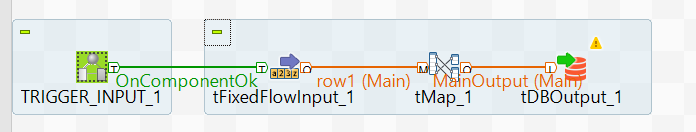 OnComponentOk
row1 (Main)
MainOutput (Main)
TRIGGER_INPUT_1
tFixedFlowInput_1
tMap_1
tDBOutput_1